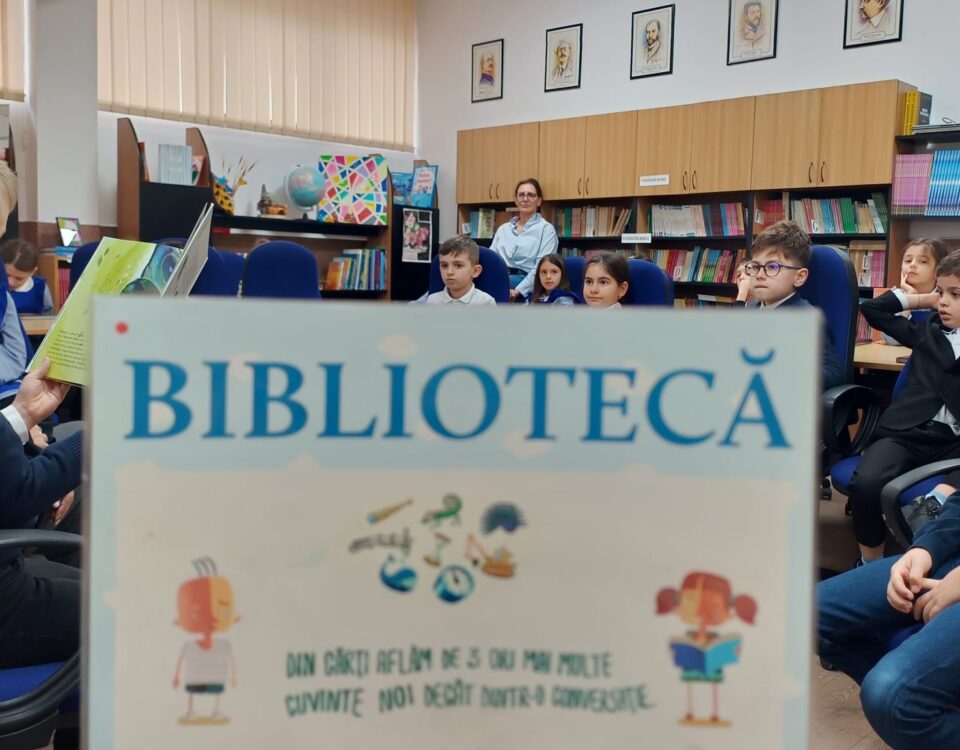 BIBLIOTECĂ
DIN CĂRȚI AFLĂM DE 3 ORI MAI MULTE
CUVINTE NOI DECÂT DINTR-O CONVERSAȚIE.